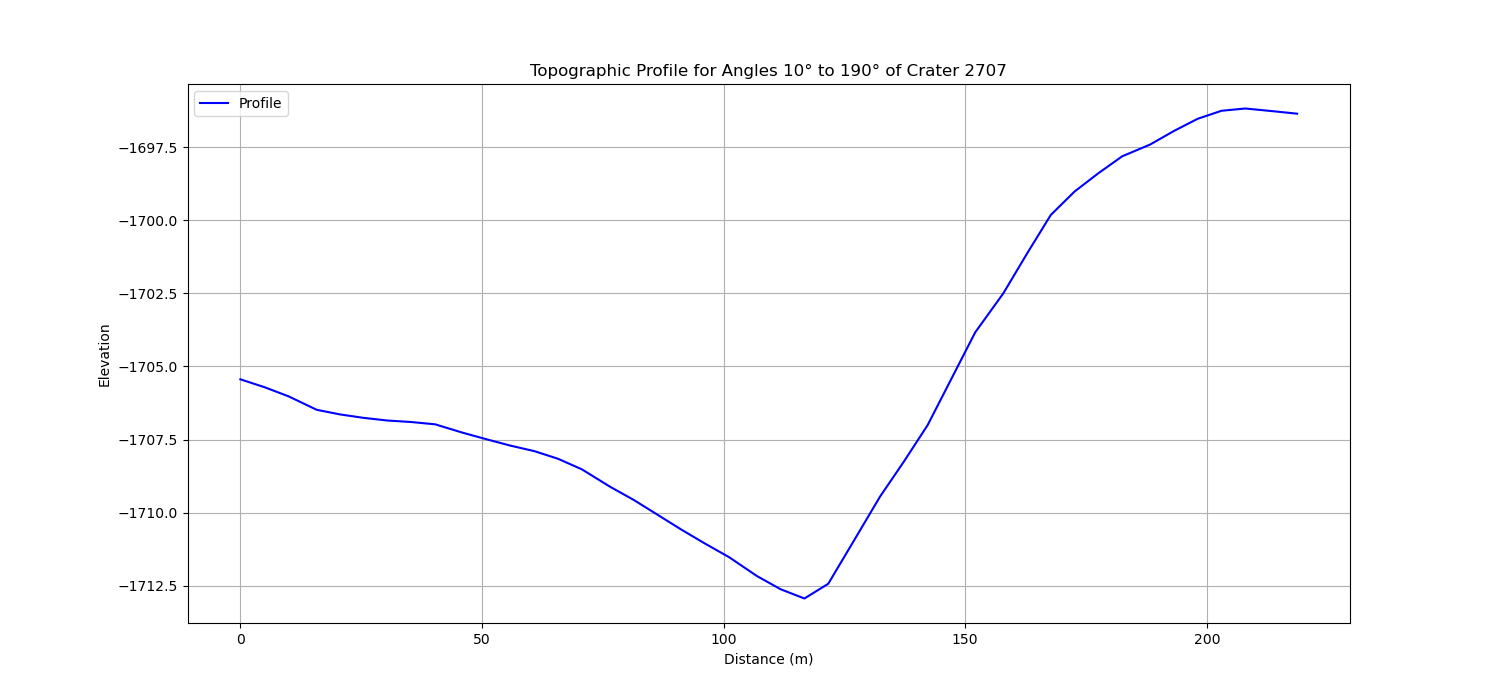 Topographic Profile for Angles 10° to 190° of Crater 2707
Profile
−1697.5
−1700.0
−1702.5
−1705.0
−1707.5
−1710.0
−1712.5
Elevation
0 50 100 150 200
Distance (m)